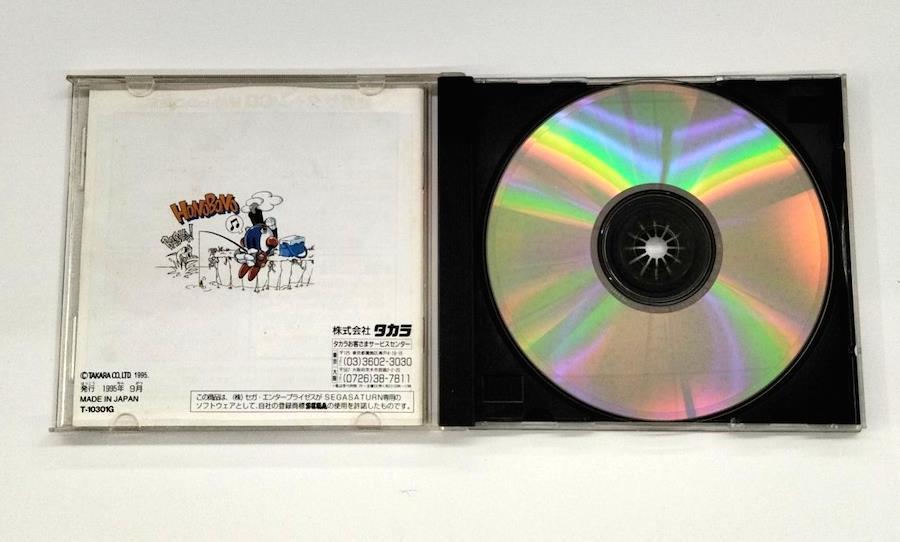 HONOBONO
©TAKARA CO.,LTD. 1995.
発行 1995年 9月
MADE IN JAPAN
T-10301G
株式会社 タカラ
タカラお客さまサービスセンター
東京
(03)3602-3030
大阪
(0726)38-7811
この商品は、(株)セガ・エンタープライゼスがSEGASATURN専用の
ソフトウェアとして、自社の登録商標SEGAの使用を許諾したものです。